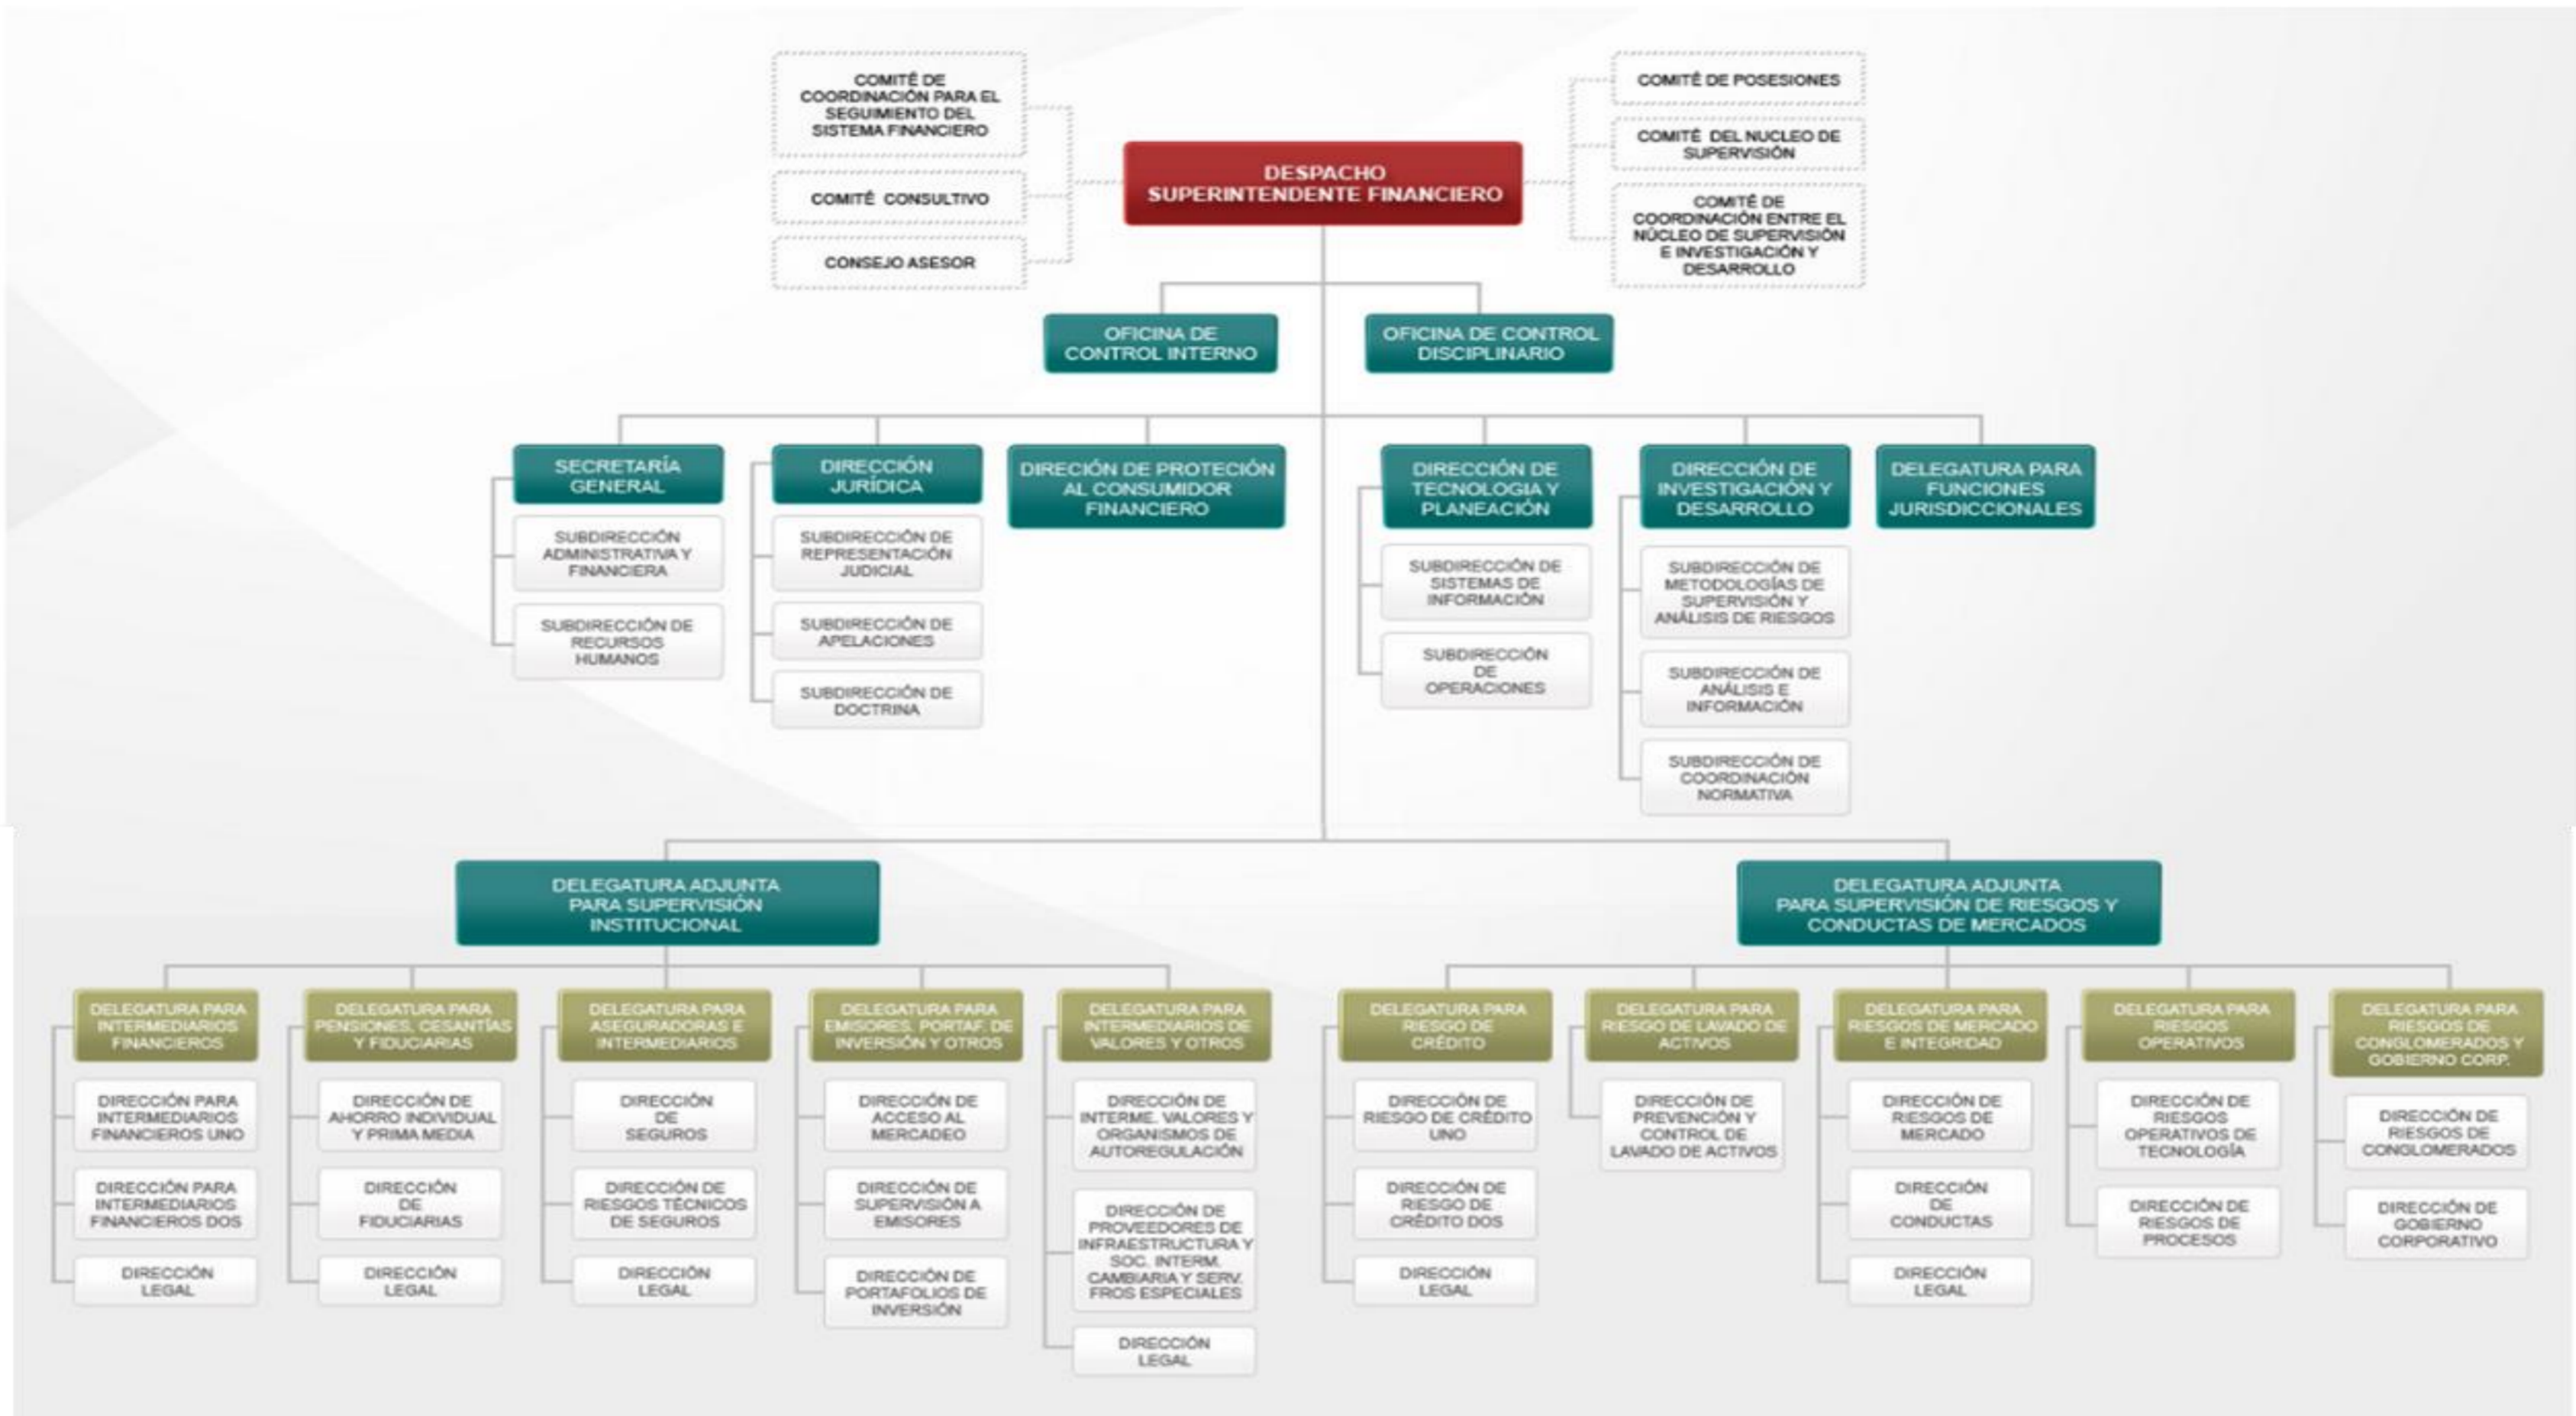 COMITÉ DE
COORDINACIÓN PARA EL
SEGUIMIENTO DEL
SISTEMA FINANCIERO
COMITÉ CONSULTIVO
CONSEJO ASESOR
DESPACHO
SUPERINTENDENTE FINANCIERO
COMITÉ DE POSESIONES
COMITÉ DEL NUCLEO DE
SUPERVISIÓN
COMITÉ DE
COORDINACIÓN ENTRE EL
NÚCLEO DE SUPERVISIÓN
E INVESTIGACIÓN Y
DESARROLLO
OFICINA DE
CONTROL INTERNO
OFICINA DE CONTROL
DISCIPLINARIO
SECRETARÍA
GENERAL
SUBDIRECCIÓN
ADMINISTRATIVA Y
FINANCIERA
SUBDIRECCIÓN DE
RECURSOS
HUMANOS
DIRECCIÓN
JURÍDICA
SUBDIRECCIÓN DE
REPRESENTACIÓN
JUDICIAL
SUBDIRECCIÓN DE
APELACIONES
SUBDIRECCIÓN DE
DOCTRINA
DIRECIÓN DE PROTECIÓN
AL CONSUMIDOR
FINANCIERO
DIRECCIÓN DE
TECNOLOGIA Y
PLANEACIÓN
SUBDIRECCIÓN DE
SISTEMAS DE
INFORMACIÓN
SUBDIRECCIÓN
DE
OPERACIONES
DIRECCIÓN DE
INVESTIGACIÓN Y
DESARROLLO
SUBDIRECCIÓN DE
METODOLOGÍAS DE
SUPERVISIÓN Y
ANÁLISIS DE RIESGOS
SUBDIRECCIÓN DE
ANÁLISIS E
INFORMACIÓN
SUBDIRECCIÓN DE
COORDINACIÓN
NORMATIVA
DELEGATURA PARA
FUNCIONES
JURISDICCIONALES
DELEGATURA ADJUNTA
PARA SUPERVISIÓN
INSTITUCIONAL
DELEGATURA PARA
INTERMEDIARIOS
FINANCIEROS
DIRECCIÓN PARA
INTERMEDIARIOS
FINANCIEROS UNO
DIRECCIÓN PARA
INTERMEDIARIOS
FINANCIEROS DOS
DIRECCIÓN
LEGAL
DELEGATURA PARA
PENSIONES, CESANTÍAS
Y FIDUCIARIAS
DIRECCIÓN DE
AHORRO INDIVIDUAL
Y PRIMA MEDIA
DIRECCIÓN
DE
FIDUCIARIAS
DIRECCIÓN
LEGAL
DELEGATURA PARA
ASEGURADORAS E
INTERMEDIARIOS
DIRECCIÓN
DE
SEGUROS
DIRECCIÓN DE
RIESGOS TÉCNICOS
DE SEGUROS
DIRECCIÓN
LEGAL
DELEGATURA PARA
EMISORES, PORTAF. DE
INVERSIÓN Y OTROS
DIRECCIÓN DE
ACCESO AL
MERCADEO
DIRECCIÓN DE
SUPERVISIÓN A
EMISORES
DIRECCIÓN DE
PORTAFOLIOS DE
INVERSIÓN
DELEGATURA PARA
INTERMEDIARIOS DE
VALORES Y OTROS
DIRECCIÓN DE
INTERME. VALORES Y
ORGANISMOS DE
AUTOREGULACIÓN
DIRECCIÓN DE
PROVEEDORES DE
INFRAESTRUCTURA Y
SOC. INTERM.
CAMBIARIA Y SERV.
FROS ESPECIALES
DIRECCIÓN
LEGAL
DELEGATURA ADJUNTA
PARA SUPERVISIÓN DE RIESGOS Y
CONDUCTAS DE MERCADOS
DELEGATURA PARA
RIESGO DE
CRÉDITO
DIRECCIÓN DE
RIESGO DE CRÉDITO
UNO
DIRECCIÓN DE
RIESGO DE
CRÉDITO DOS
DIRECCIÓN
LEGAL
DELEGATURA PARA
RIESGO DE LAVADO DE
ACTIVOS
DIRECCIÓN DE
PREVENCIÓN Y
CONTROL DE
LAVADO DE ACTIVOS
DELEGATURA PARA
RIESGOS DE MERCADO
E INTEGRIDAD
DIRECCIÓN DE
RIESGOS DE
MERCADO
DIRECCIÓN
DE
CONDUCTAS
DIRECCIÓN
LEGAL
DELEGATURA PARA
RIESGOS
OPERATIVOS
DIRECCIÓN DE
RIESGOS
OPERATIVOS DE
TECNOLOGÍA
DIRECCIÓN DE
RIESGOS DE
PROCESOS
DELEGATURA PARA
RIESGOS DE
CONGLOMERADOS Y
GOBIERNO CORP.
DIRECCIÓN DE
RIESGOS DE
CONGLOMERADOS
DIRECCIÓN DE
GOBIERNO
CORPORATIVO